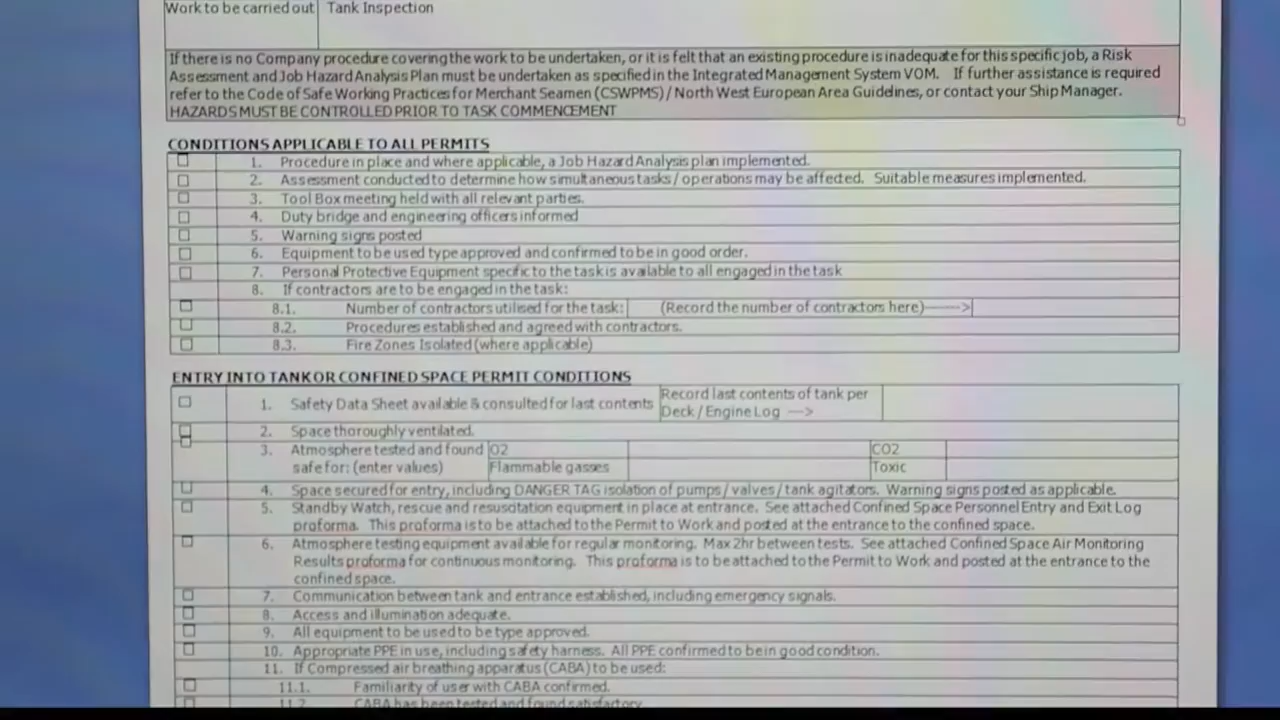 Work to be carried out Tank Inspection
If there is no Company procedure covering the work to be undertaken, or it is felt that an existing procedure is inadequate for this specific job, a Risk
Assessment and Job Hazard Analysis Plan must be undertaken as specified in the Integrated Management System VOM. If further assistance is required
refer to the Code of Safe Working Practices for Merchant Seamen (CSWPMS) / North West European Area Guidelines, or contact your Ship Manager.
HAZARDS MUST BE CONTROLLED PRIOR TO TASK COMMENCEMENT
CONDITIONS APPLICABLE TO ALL PERMITS
1. Procedure in place and where applicable, a Job Hazard Analysis plan implemented.
2. Assessment conducted to determine how simultaneous tasks / operations may be affected. Suitable measures implemented.
3. Tool Box meeting held with all relevant parties.
4. Duty bridge and engineering officers informed
5. Warning signs posted
6. Equipment to be used type approved and confirmed to be in good order.
7. Personal Protective Equipment specific to the task is available to all engaged in the task
8. If contractors are to be engaged in the task:
8.1. Number of contractors utilised for the task: (Record the number of contractors here)---->
8.2. Procedures established and agreed with contractors.
8.3. Fire Zones Isolated (where applicable)
ENTRY INTO TANK OR CONFINED SPACE PERMIT CONDITIONS
1. Safety Data Sheet available & consulted for last contents Record last contents of tank per
Deck / Engine Log --->
2. Space thoroughly ventilated.
3. Atmosphere tested and found O2 CO2
safe for: (enter values) Flammable gasses Toxic
4. Space secured for entry, including DANGER TAG isolation of pumps / valves / tank agitators. Warning signs posted as applicable.
5. Standby Watch, rescue and resuscitation equipment in place at entrance. See attached Confined Space Personnel Entry and Exit Log
proforma. This proforma is to be attached to the Permit to Work and posted at the entrance to the confined space.
6. Atmosphere testing equipment available for regular monitoring. Max 2hr between tests. See attached Confined Space Air Monitoring
Results proforma for continuous monitoring. This proforma is to be attached to the Permit to Work and posted at the entrance to the
confined space.
7. Communication between tank and entrance established, including emergency signals.
8. Access and illumination adequate.
9. All equipment to be used to be type approved.
10. Appropriate PPE in use, including safety harness. All PPE confirmed to be in good condition.
11. If Compressed air breathing apparatus (CABA) to be used:
11.1. Familiarity of user with CABA confirmed.
11.2. CABA has been tested and found satisfactory